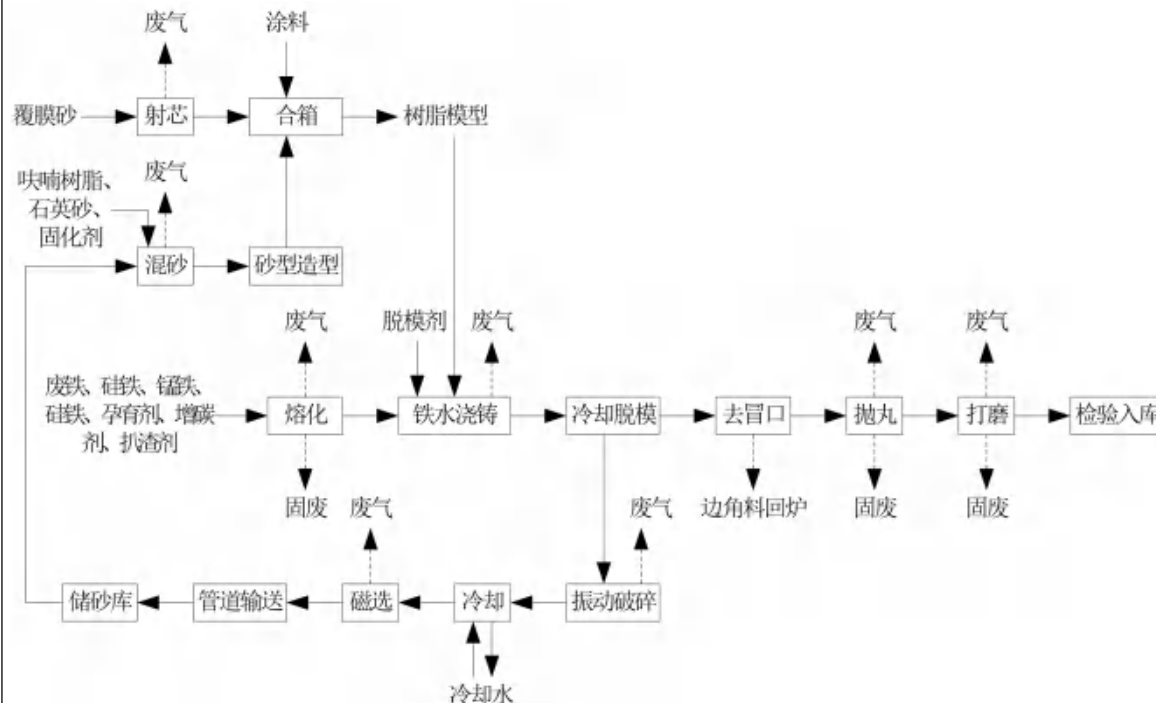 废气
涂料
覆膜砂
射芯
合箱
树脂模型
呋喃树脂、
石英砂、
固化剂
废气
混砂
砂型造型
废气
脱模剂
废气
废气
废气
废铁、硅铁、锰铁、
硅铁、孕育剂、增碳
剂、扒渣剂
熔化
铁水浇铸
冷却脱模
去冒口
抛丸
打磨
检验入库
固废
废气
废气
边角料回炉
固废
固废
储砂库
管道输送
磁选
冷却
振动破碎
冷却水